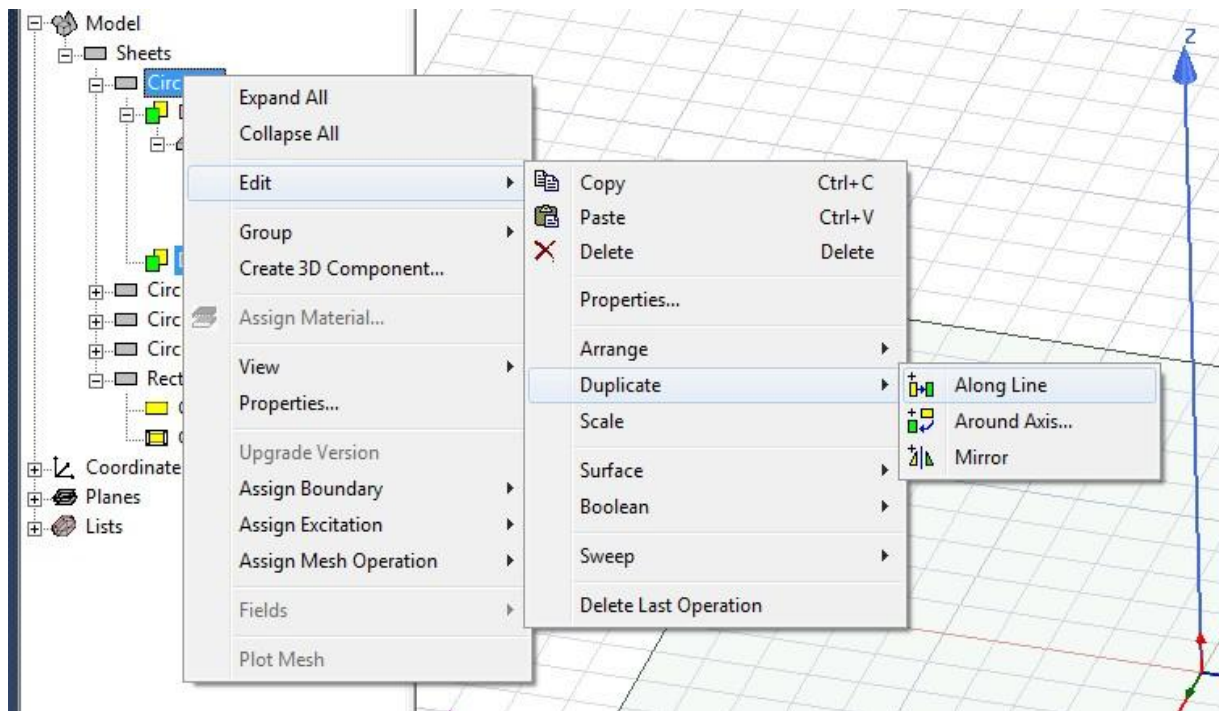 Model
Sheets
Circ
Circ
Circ
Circ
Rect
Coordinate
Planes
Lists
Expand All
Collapse All
Edit
Group
Create 3D Component...
Assign Material...
View
Properties...
Upgrade Version
Assign Boundary
Assign Excitation
Assign Mesh Operation
Fields
Plot Mesh
Copy Ctrl+C
Paste Ctrl+V
Delete Delete
Properties...
Arrange
Duplicate
Scale
Surface
Boolean
Sweep
Delete Last Operation
Along Line
Around Axis...
Mirror
Z